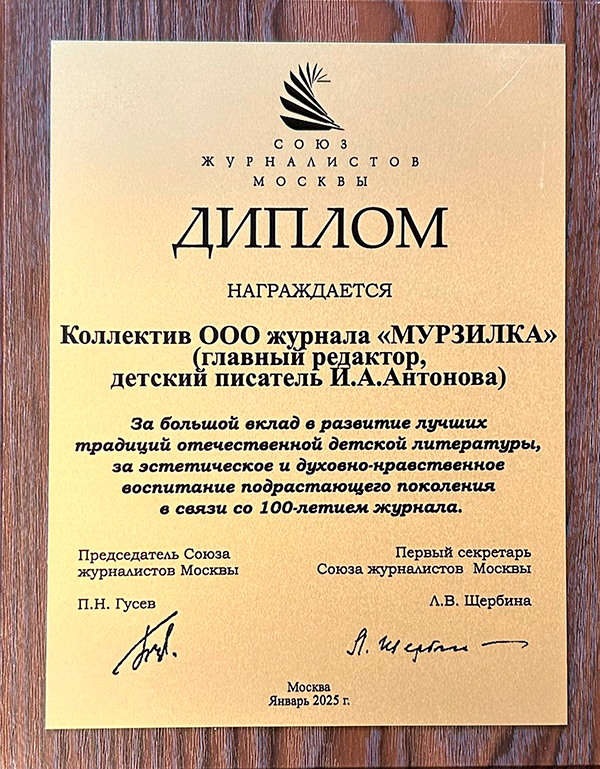 СОЮЗ
ЖУРНАЛИСТОВ
МОСКВЫ
ДИПЛОМ
НАГРАЖДАЕТСЯ
Коллектив ООО журнала «МУРЗИЛКА»
(главный редактор,
детский писатель И.А.Антонова)
За большой вклад в развитие лучших
традиций отечественной детской литературы,
за эстетическое и духовно-нравственное
воспитание подрастающего поколения
в связи со 100-летием журнала.
Председатель Союза
журналистов Москвы
П.Н. Гусев
Первый секретарь
Союза журналистов Москвы
Л.В. Щербина
Л. Щербина
Москва
Январь 2025 г.